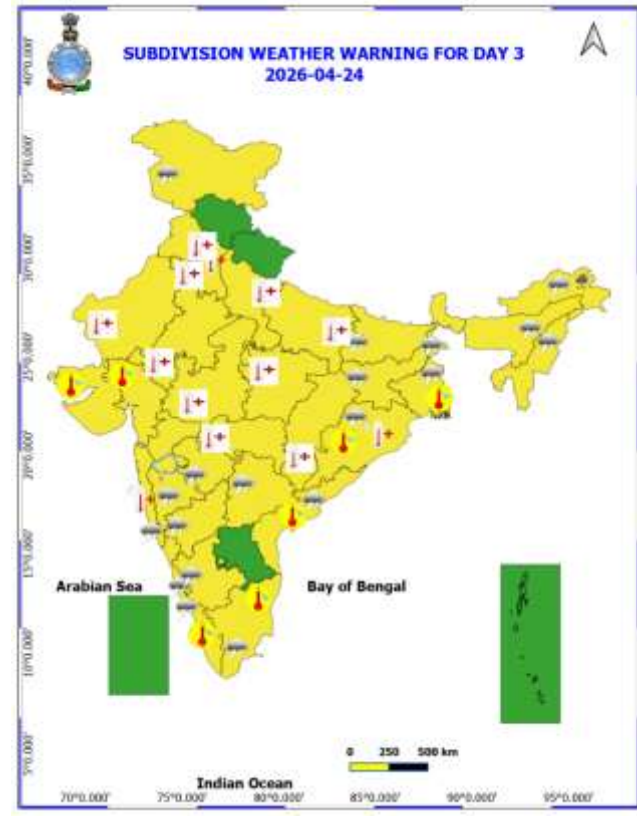 SUBDIVISION WEATHER WARNING FOR DAY 3
2026-04-24
40°0.000'
35°0.000'
30°0.000'
25°0.000'
20°0.000'
15°0.000'
10°0.000'
5°0.000'
Arabian Sea
Bay of Bengal
0 250 500 km
Indian Ocean
70°0.000' 75°0.000' 80°0.000' 85°0.000' 90°0.000' 95°0.000'